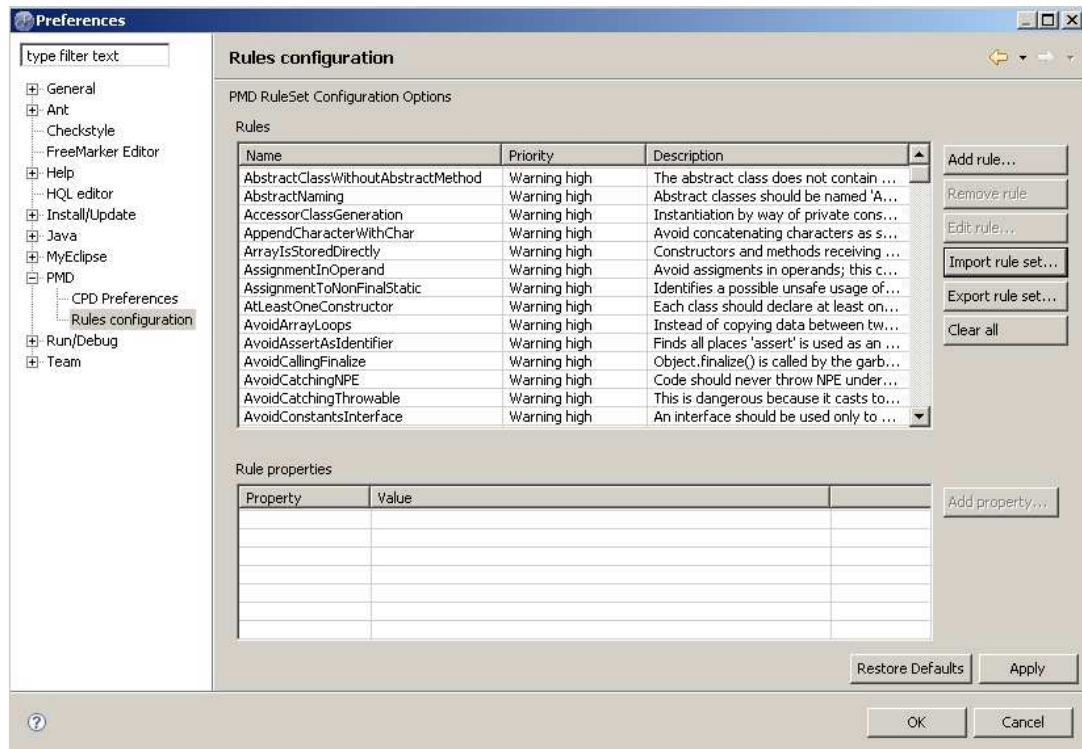 Preferences
type filter text
General
Ant
Checkstyle
FreeMarker Editor
Help
HQL editor
Install/Update
Java
MyEclipse
PMD
CPD Preferences
Rules configuration
Run/Debug
Team
Rules configuration
PMD RuleSet Configuration Options
Rules
Name Priority Description
AbstractClassWithoutAbstractMethod Warning high The abstract class does not contain ...
AbstractNaming Warning high Abstract classes should be named 'A...
AccessorClassGeneration Warning high Instantiation by way of private cons...
AppendCharacterWithChar Warning high Avoid concatenating characters as s...
ArrayIsStoredDirectly Warning high Constructors and methods receiving ...
AssignmentInOperand Warning high Avoid assigments in operands; this c...
AssignmentToNonFinalStatic Warning high Identifies a possible unsafe usage of...
AtLeastOneConstructor Warning high Each class should declare at least on...
AvoidArrayLoops Warning high Instead of copying data between tw...
AvoidAssertAsIdentifier Warning high Finds all places 'assert' is used as an ...
AvoidCallingFinalize Warning high Object.finalize() is called by the garb...
AvoidCatchingNPE Warning high Code should never throw NPE under...
AvoidCatchingThrowable Warning high This is dangerous because it casts to...
AvoidConstantsInterface Warning high An interface should be used only to ...
Add rule...
Remove rule
Edit rule...
Import rule set...
Export rule set...
Clear all
Rule properties
Property Value
Add property...
Restore Defaults Apply
OK Cancel